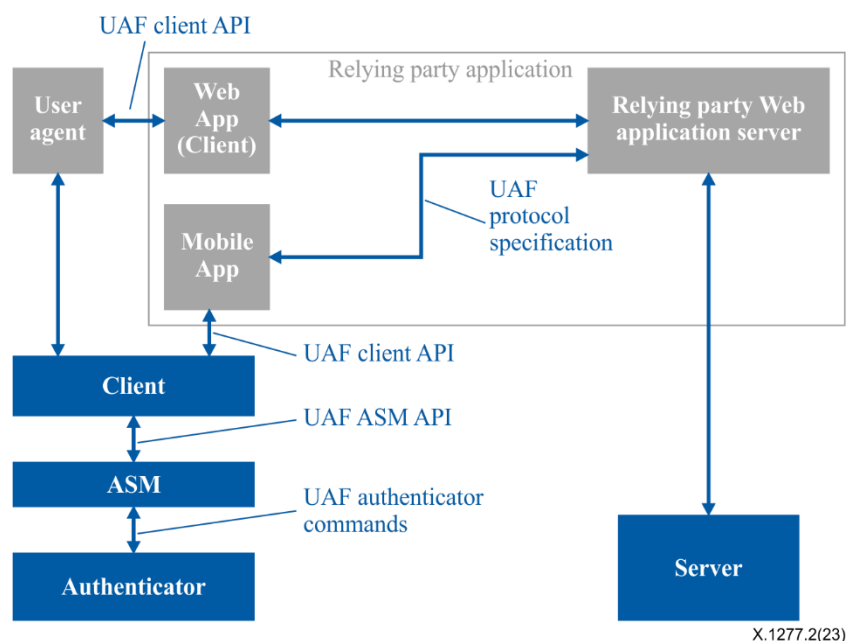 UAF client API
Relying party application
User
agent
Web
App
(Client)
Relying party Web
application server
UAF
protocol
specification
Mobile
App
UAF client API
Client
UAF ASM API
ASM
UAF authenticator
commands
Authenticator
Server
X.1277.2(23)